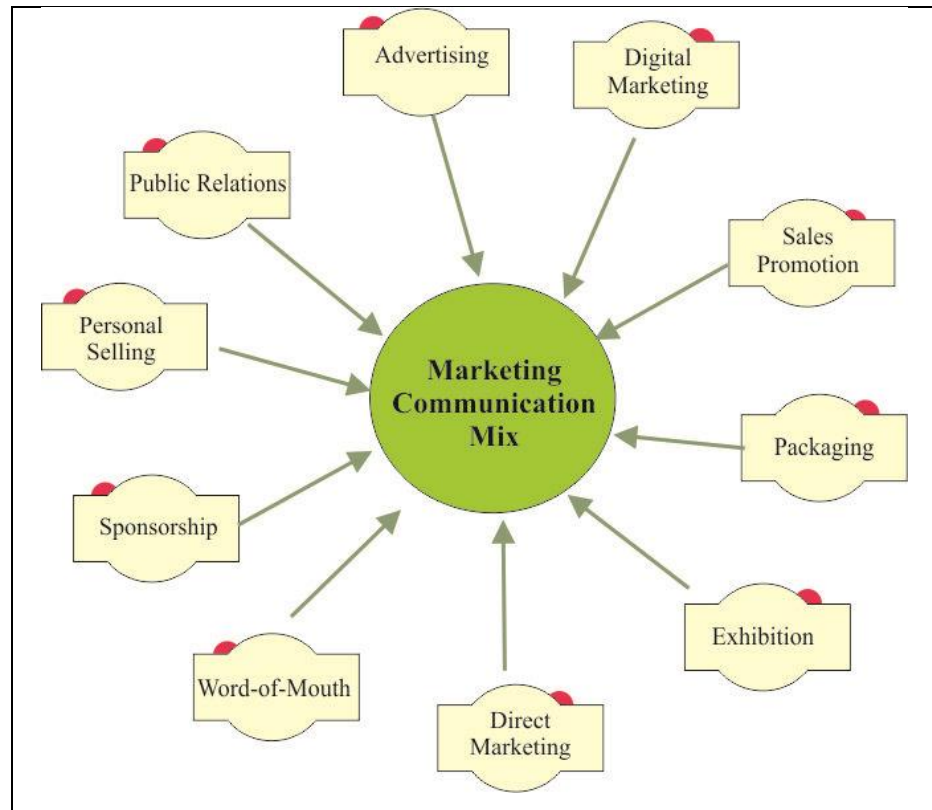 Advertising
Digital
Marketing
Public Relations
Sales
Promotion
Personal
Selling
Marketing
Communication
Mix
Packaging
Sponsorship
Exhibition
Word-of-Mouth
Direct
Marketing